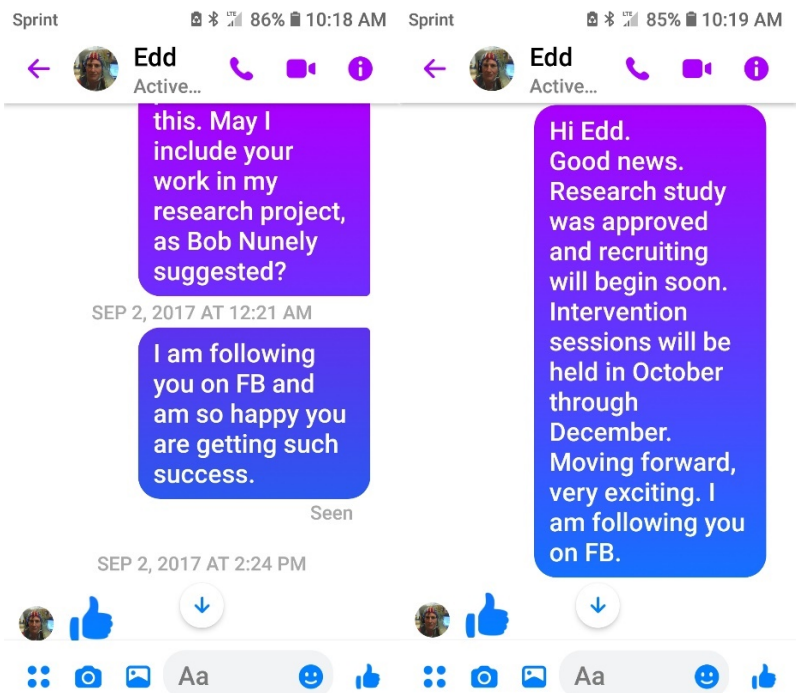 Sprint
LTE 86% 10:18 AM
Edd
Active...
this. May I
include your
work in my
research project,
as Bob Nunely
suggested?
SEP 2, 2017 AT 12:21 AM
I am following
you on FB and
am so happy you
are getting such
success.
Seen
SEP 2, 2017 AT 2:24 PM
Aa
Sprint
LTE 85% 10:19 AM
Edd
Active...
Hi Edd.
Good news.
Research study
was approved
and recruiting
will begin soon.
Intervention
sessions will be
held in October
through
December.
Moving forward,
very exciting. I
am following you
on FB.
Aa